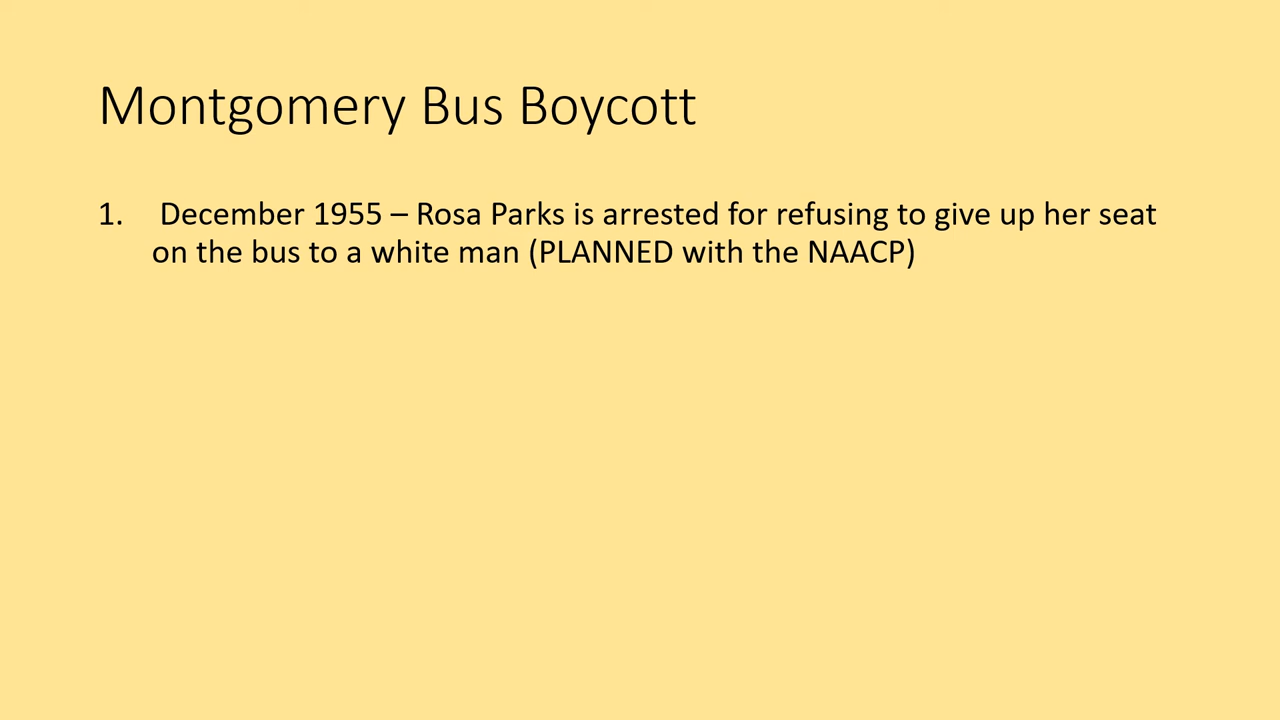 Montgomery Bus Boycott
1. December 1955 – Rosa Parks is arrested for refusing to give up her seat
on the bus to a white man (PLANNED with the NAACP)